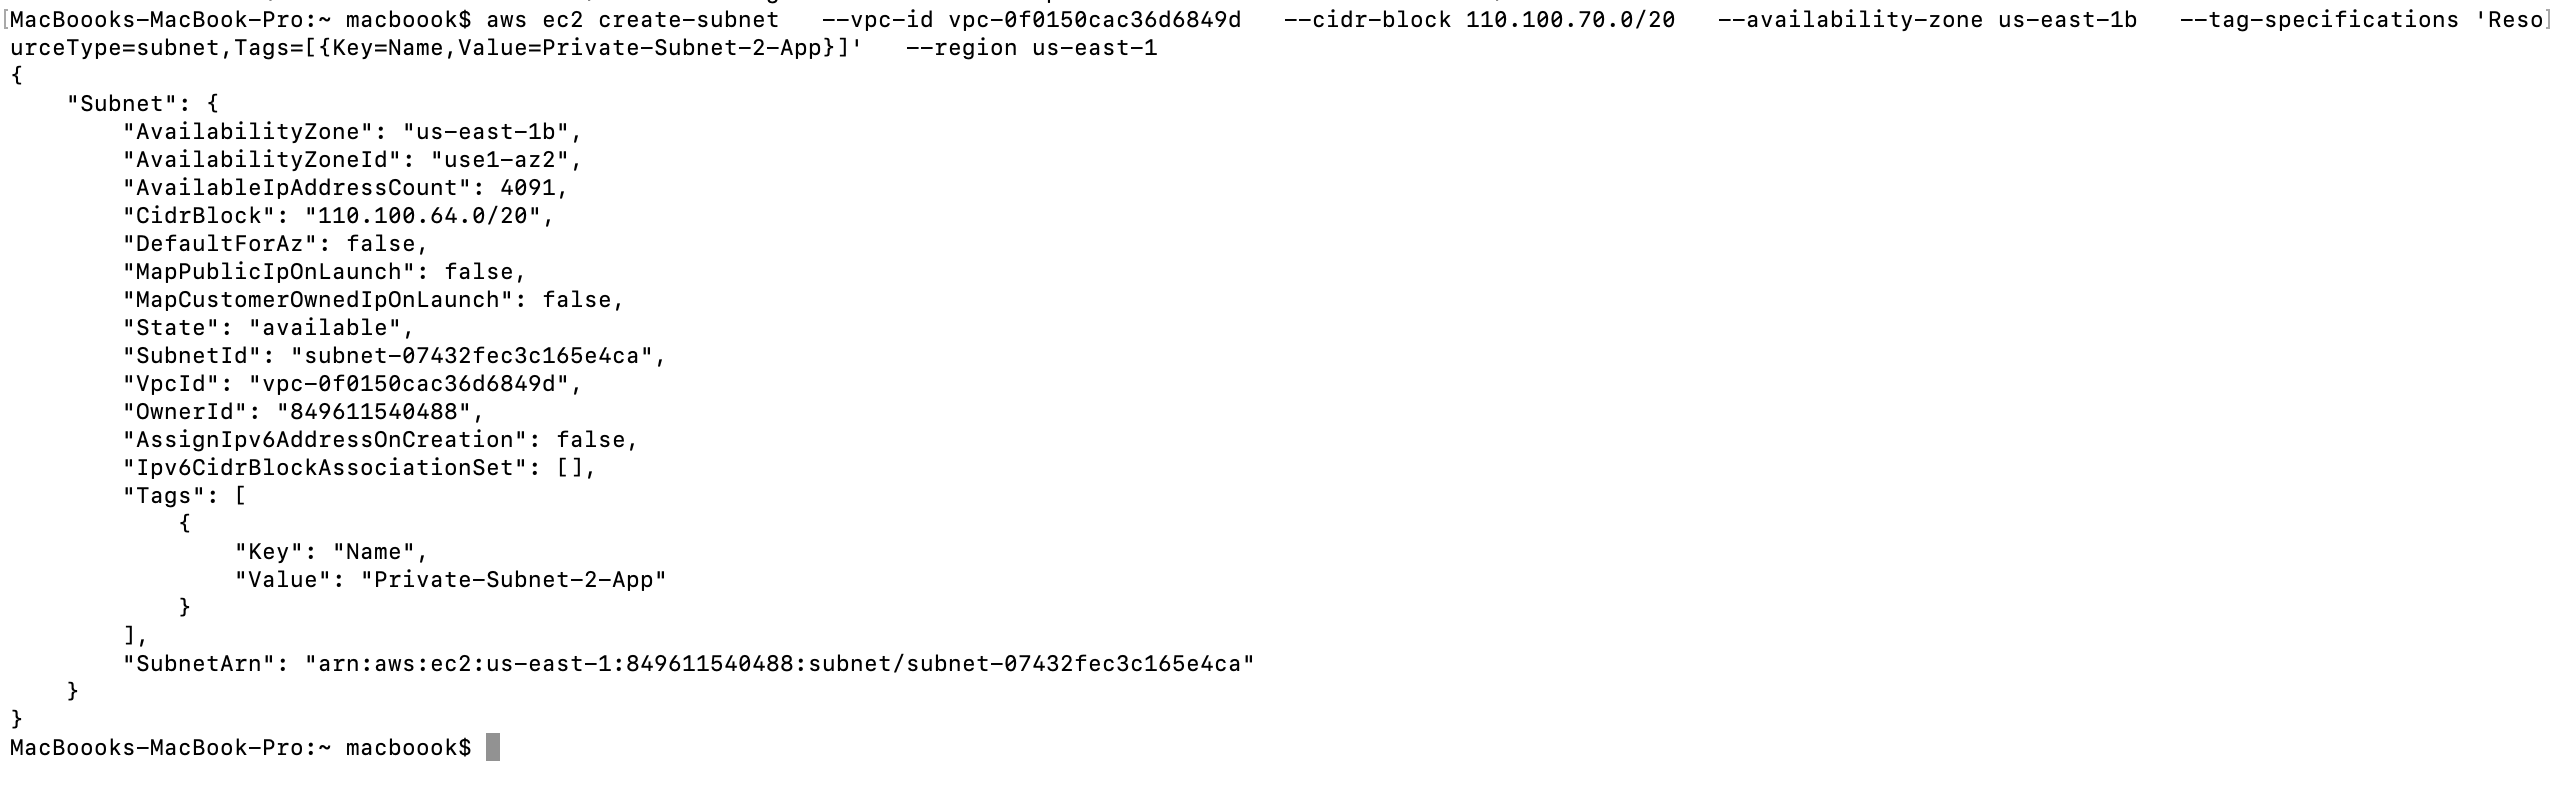 [MacBoooks-MacBook-Pro:~ macboook$ aws ec2 create-subnet   --vpc-id vpc-0f0150cac36d6849d   --cidr-block 110.100.70.0/20   --availability-zone us-east-1b   --tag-specifications 'Reso]
urceType=subnet,Tags=[{Key=Name,Value=Private-Subnet-2-App}]'   --region us-east-1
{
    "Subnet": {
        "AvailabilityZone": "us-east-1b",
        "AvailabilityZoneId": "use1-az2",
        "AvailableIpAddressCount": 4091,
        "CidrBlock": "110.100.64.0/20",
        "DefaultForAz": false,
        "MapPublicIpOnLaunch": false,
        "MapCustomerOwnedIpOnLaunch": false,
        "State": "available",
        "SubnetId": "subnet-07432fec3c165e4ca",
        "VpcId": "vpc-0f0150cac36d6849d",
        "OwnerId": "849611540488",
        "AssignIpv6AddressOnCreation": false,
        "Ipv6CidrBlockAssociationSet": [],
        "Tags": [
            {
                "Key": "Name",
                "Value": "Private-Subnet-2-App"
            }
        ],
        "SubnetArn": "arn:aws:ec2:us-east-1:849611540488:subnet/subnet-07432fec3c165e4ca"
    }
}
MacBoooks-MacBook-Pro:~ macboook$